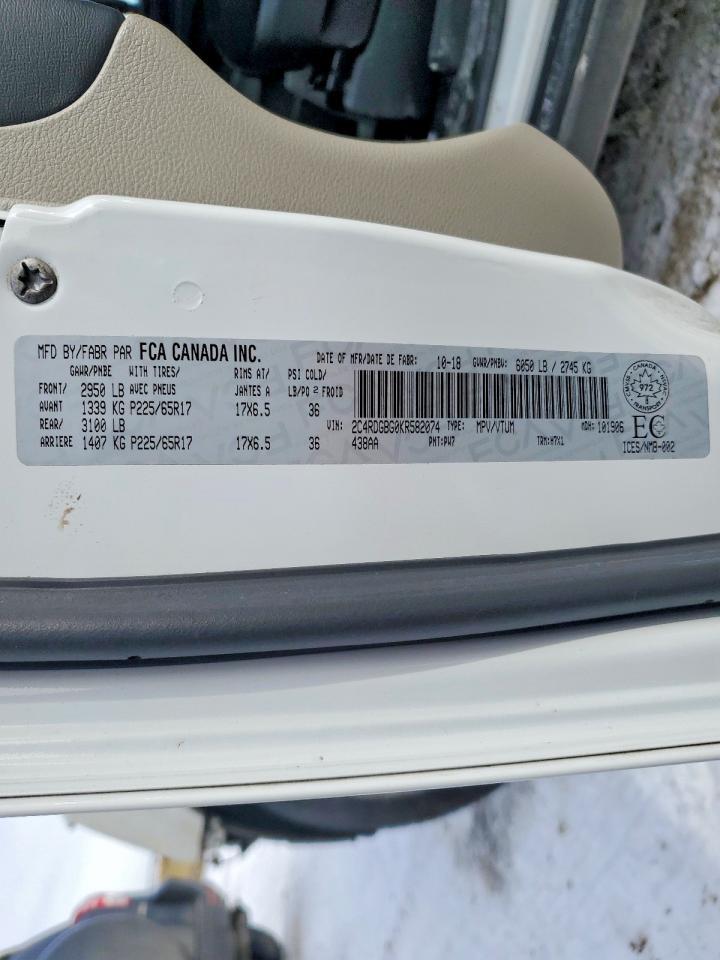 MFD BY/FABR PAR FCA CANADA INC. DATE OF MFR/DATE DE FABR: 10-18 GVWR/PNBV: 6050 LB / 2745 KG
GAWR/PNBE WITH TIRES/ RIMS AT/ PSI COLD/
FRONT/ 2950 LB AVEC PNEUS JANTES A LB/PO 2 FROID
AVANT 1339 KG P225/65R17 17X6.5 36
REAR/ 3100 LB
ARRIERE 1407 KG P225/65R17 17X6.5 36
VIN: 2C4RDGBG0KR582074 TYPE: MPV/VTUM MDH: 101906
438AA PNT: PW7 TRM: H7X1
CANADA
972
TRANSPORT
EC
ICES/NMB-002